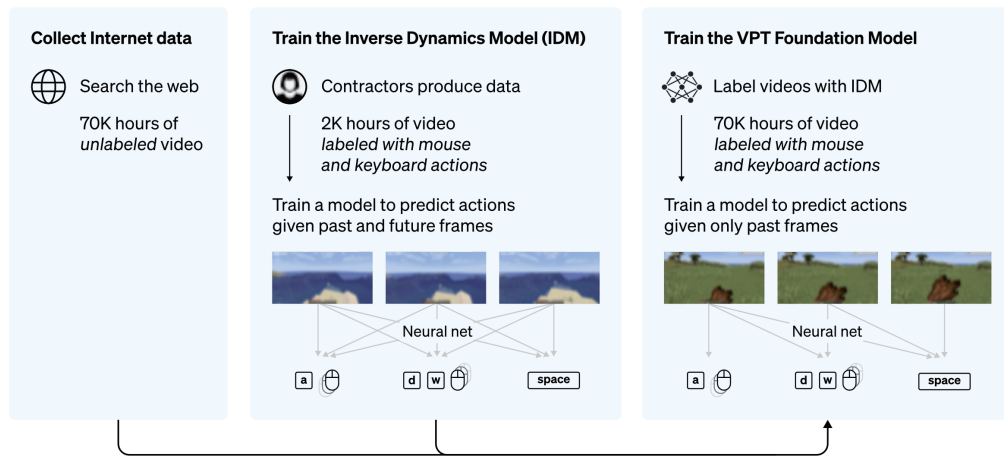 Collect Internet data
Search the web
70K hours of
unlabeled video
Train the Inverse Dynamics Model (IDM)
Contractors produce data
2K hours of video
labeled with mouse
and keyboard actions
Train a model to predict actions
given past and future frames
Neural net
a
d
w
space
Train the VPT Foundation Model
Label videos with IDM
70K hours of video
labeled with mouse
and keyboard actions
Train a model to predict actions
given only past frames
Neural net
a
d
w
space